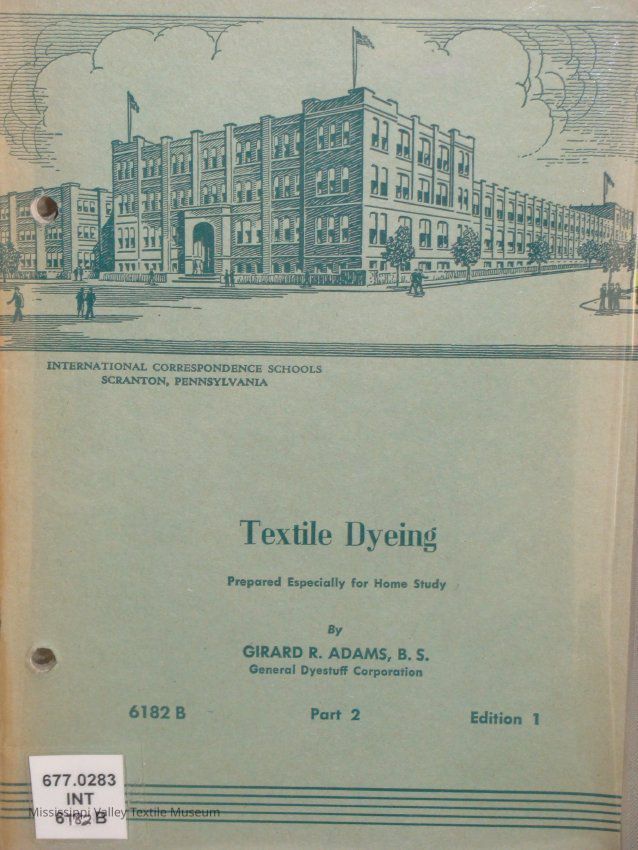 INTERNATIONAL CORRESPONDENCE SCHOOLS
SCRANTON, PENNSYLVANIA
Textile Dyeing
Prepared Especially for Home Study
By
GIRARD R. ADAMS, B. S.
General Dyestuff Corporation
6182 B
Part 2
Edition 1
677.0283
INT
6182 B
Mississippi Valley Textile Museum